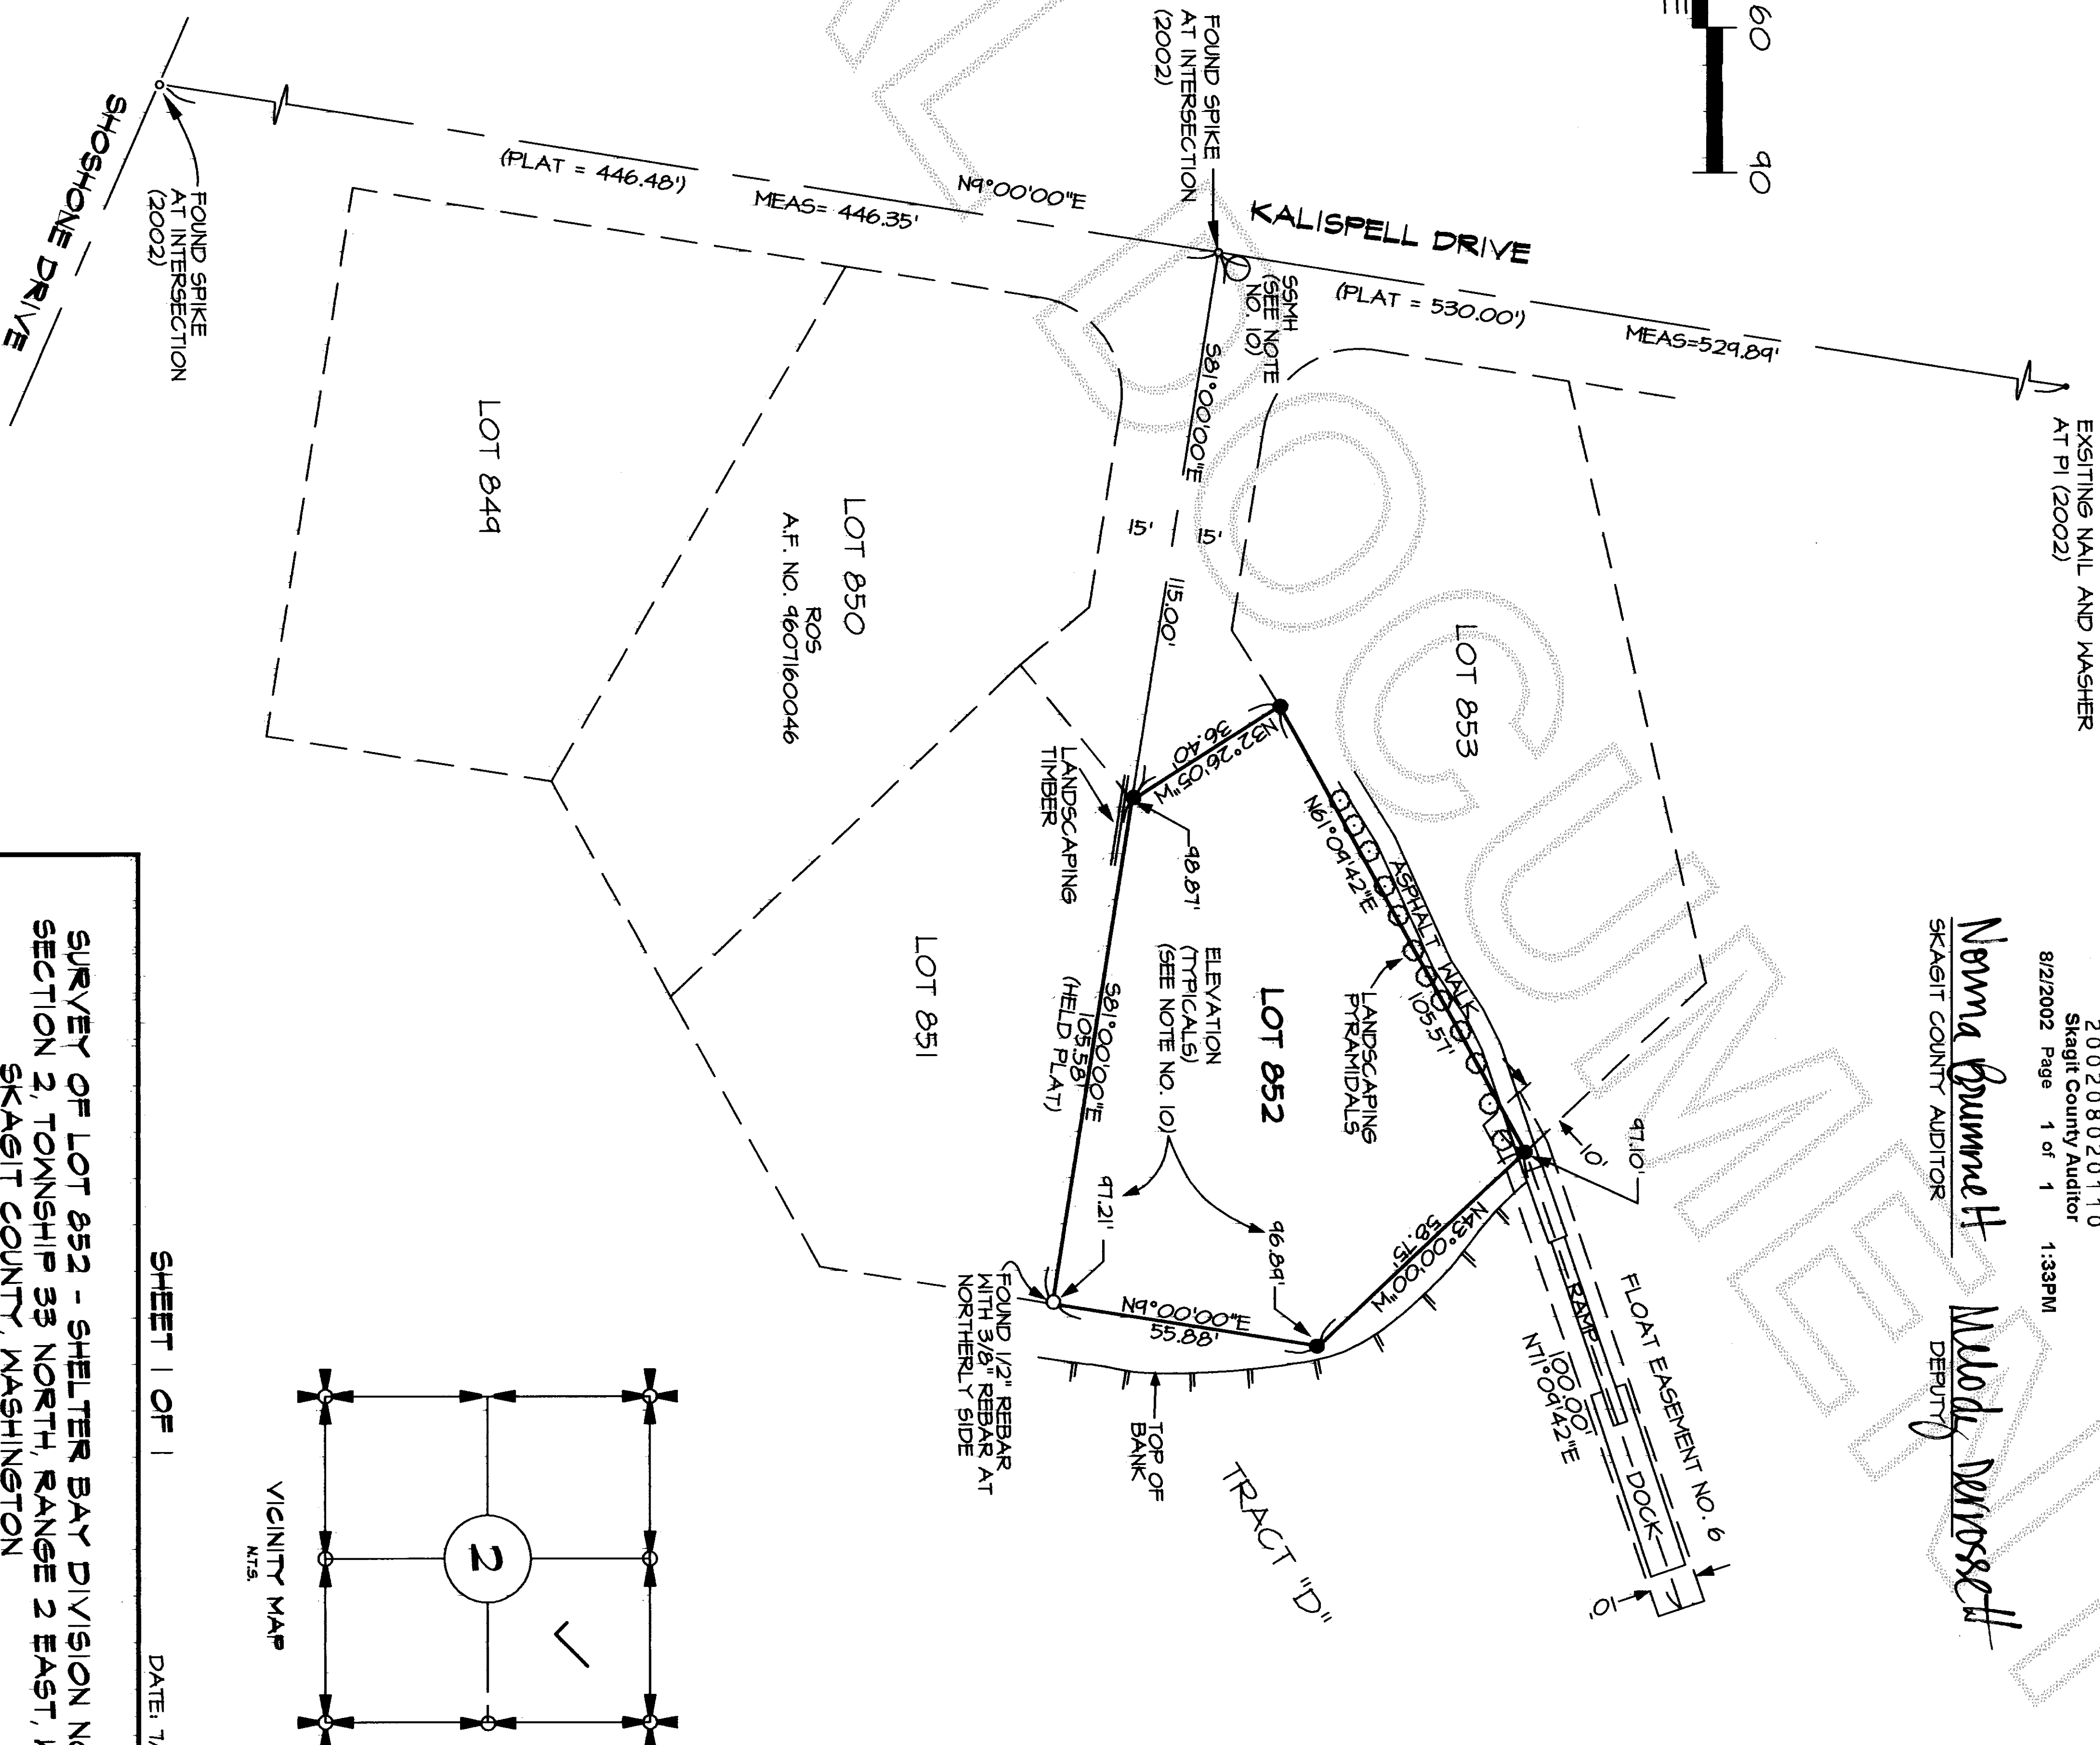 60
90
EXSITING NAIL AND WASHER
AT PI (2002)
200208020110
Skagit County Auditor
8/2/2002 Page 1 of 1 1:33PM
Norma Brummett
SKAGIT COUNTY AUDITOR
DEPUTY
FOUND SPIKE
AT INTERSECTION
(2002)
KALISPELL DRIVE
(PLAT = 530.00')
MEAS=529.89'
N9°00'00"E
(PLAT = 446.48')
MEAS= 446.35'
SSMH
(SEE NOTE
NO. 10)
S81°00'00"E
15'
15'
115.00'
FOUND SPIKE
AT INTERSECTION
(2002)
SHOSHONE DRIVE
LOT 853
LOT 849
LOT 850
ROS
A.F. NO. 9607160046
LOT 851
LOT 852
N32°26'05"W
36.40'
N61°09'42"E
105.57'
ASPHALT WALK
LANDSCAPING
PYRAMIDALS
LANDSCAPING
TIMBER
98.87'
ELEVATION
(TYPICALS)
(SEE NOTE NO. 10)
S81°00'00"E
105.58'
(HELD PLAT)
97.21'
96.89'
97.10'
10'
N43°00'00"W
58.75'
N9°00'00"E
55.88'
FOUND 1/2" REBAR
WITH 3/8" REBAR AT
NORTHERLY SIDE
TOP OF
BANK
FLOAT EASEMENT NO. 6
RAMP
DOCK
100.00'
N71°09'42"E
10'
TRACT "D"
DOCUMEN
2
VICINITY MAP
N.T.S.
SHEET 1 OF 1
DATE: 7/
SURVEY OF LOT 852 - SHELTER BAY DIVISION NO
SECTION 2, TOWNSHIP 33 NORTH, RANGE 2 EAST,
SKAGIT COUNTY, WASHINGTON